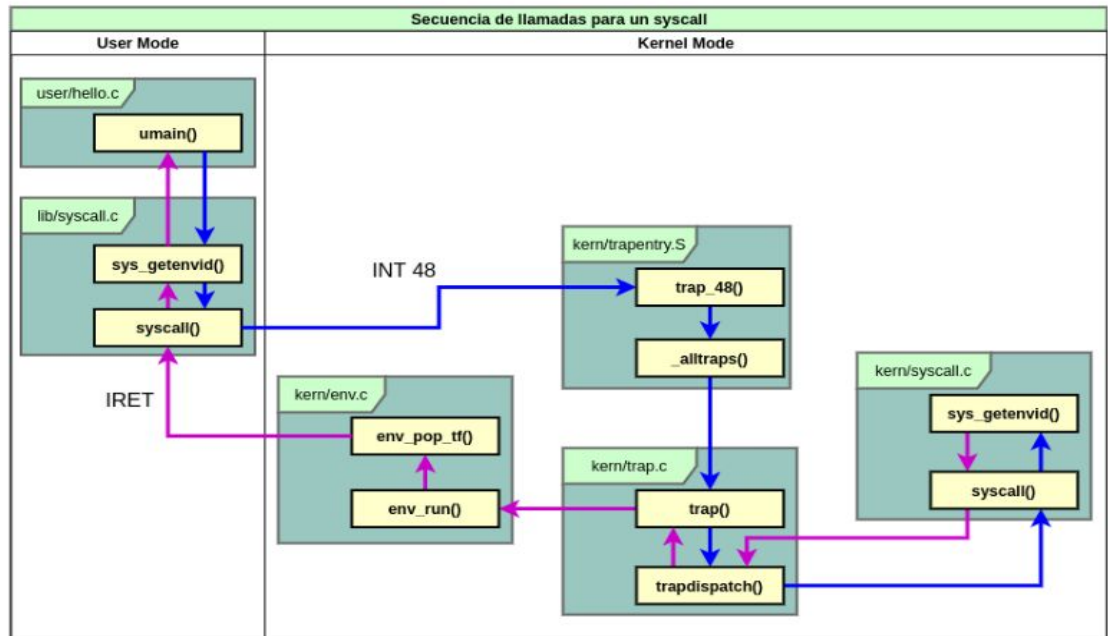 Secuencia de llamadas para un syscall
User Mode
Kernel Mode
user/hello.c
umain()
lib/syscall.c
sys_getenvid()
syscall()
INT 48
IRET
kern/trapentry.S
trap_48()
_alltraps()
kern/env.c
env_pop_tf()
env_run()
kern/trap.c
trap()
trapdispatch()
kern/syscall.c
sys_getenvid()
syscall()